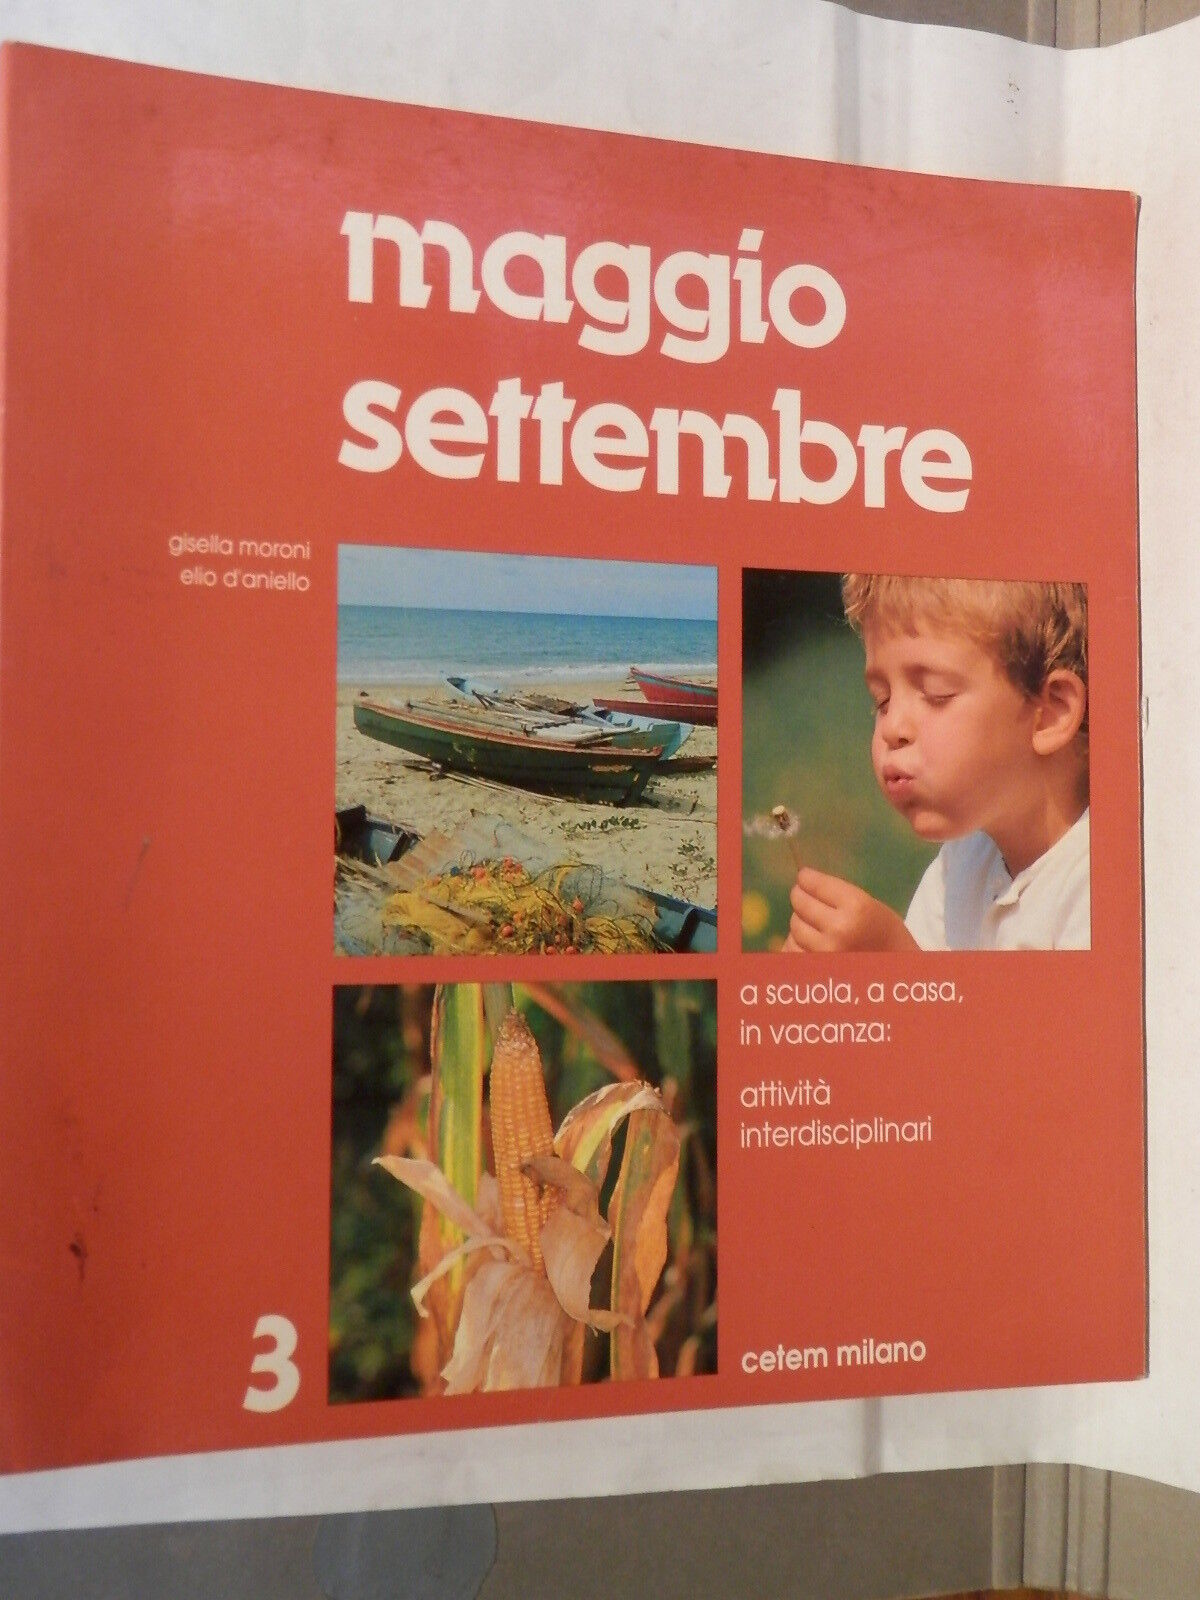 maggio
settembre
gisella moroni
elio d'aniello
a scuola, a casa,
in vacanza:
attività
interdisciplinari
3
cetem milano